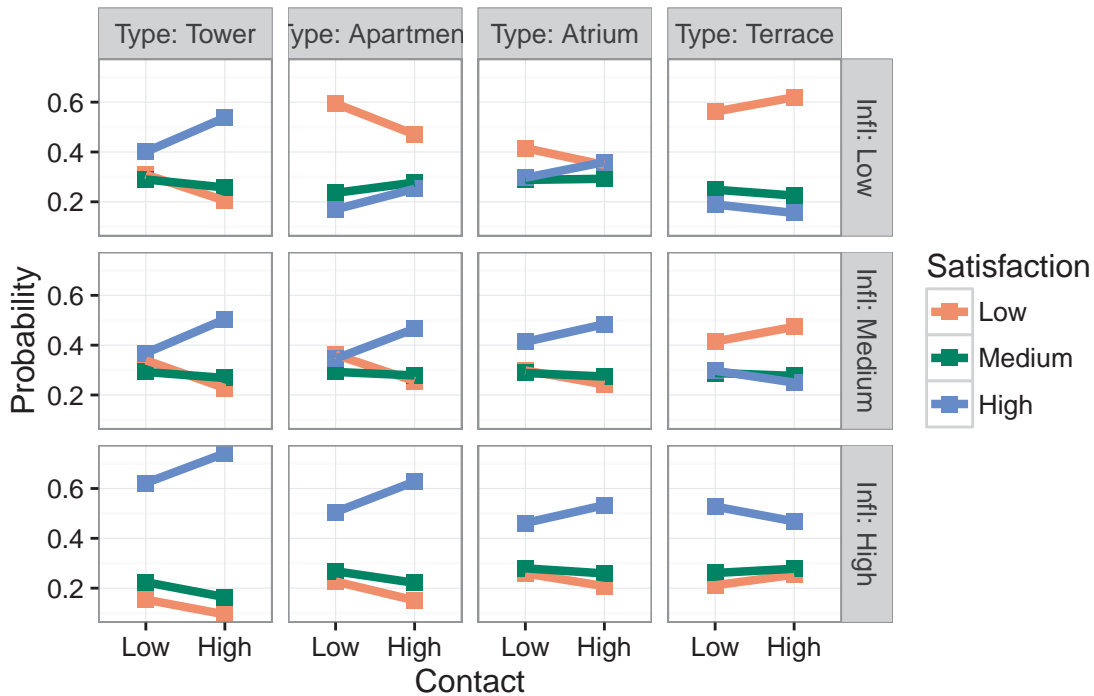 Type: Tower
Type: Apartmen
Type: Atrium
Type: Terrace
0.6
0.4
0.2
Infl: Low
0.6
0.4
0.2
Infl: Medium
0.6
0.4
0.2
Infl: High
Probability
Low High
Low High
Low High
Low High
Contact
Satisfaction
Low
Medium
High